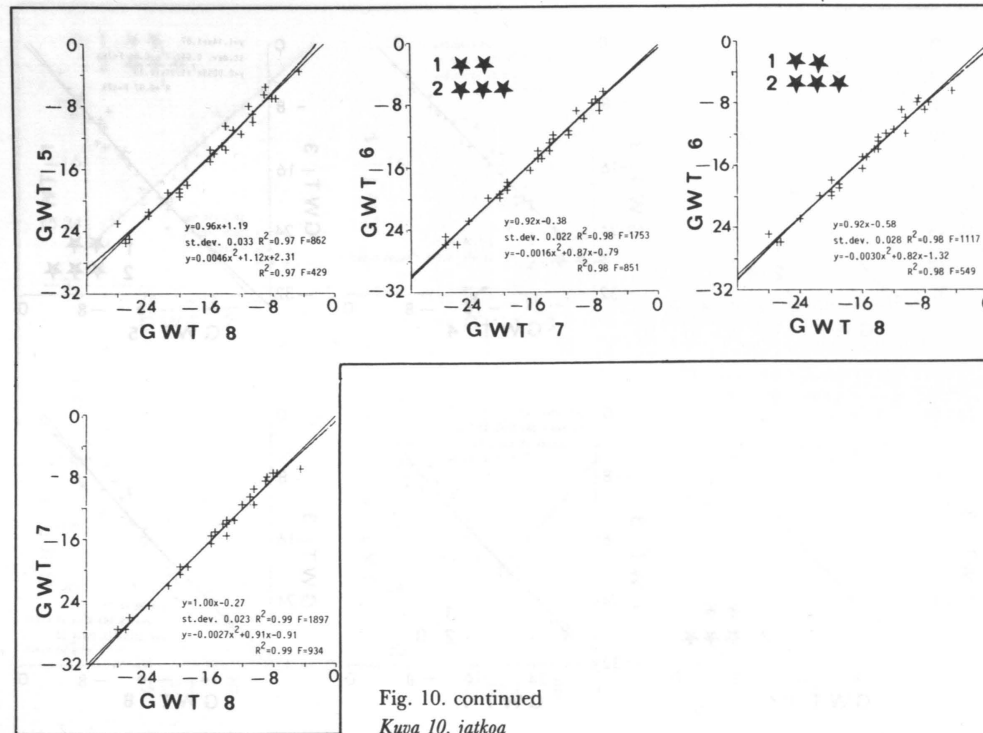 0
−8
−16
24
−32
GWT 5
−24 −16 −8 0
GWT 8
y=0.96x+1.19
st.dev. 0.033 R²=0.97 F=862
y=0.0046x²+1.12x+2.31
R²=0.97 F=429
0
−8
−16
24
−32
GWT 6
−24 −16 −8 0
GWT 7
1 ★★
2 ★★★
y=0.92x-0.38
st.dev. 0.022 R²=0.98 F=1753
y=-0.0016x²+0.87x-0.79
R²0.98 F=851
0
−8
−16
24
−32
GWT 6
−24 −16 −8 0
GWT 8
1 ★★
2 ★★★
y=0.92x-0.58
st.dev. 0.028 R²=0.98 F=1117
y=-0.0030x²+0.82x-1.32
R²=0.98 F=549
0
−8
−16
24
−32
GWT 7
−24 −16 −8 0
GWT 8
y=1.00x-0.27
st.dev. 0.023 R²=0.99 F=1897
y=-0.0027x²+0.91x-0.91
R²=0.99 F=934
Fig. 10. continued
Kuva 10. jatkoa